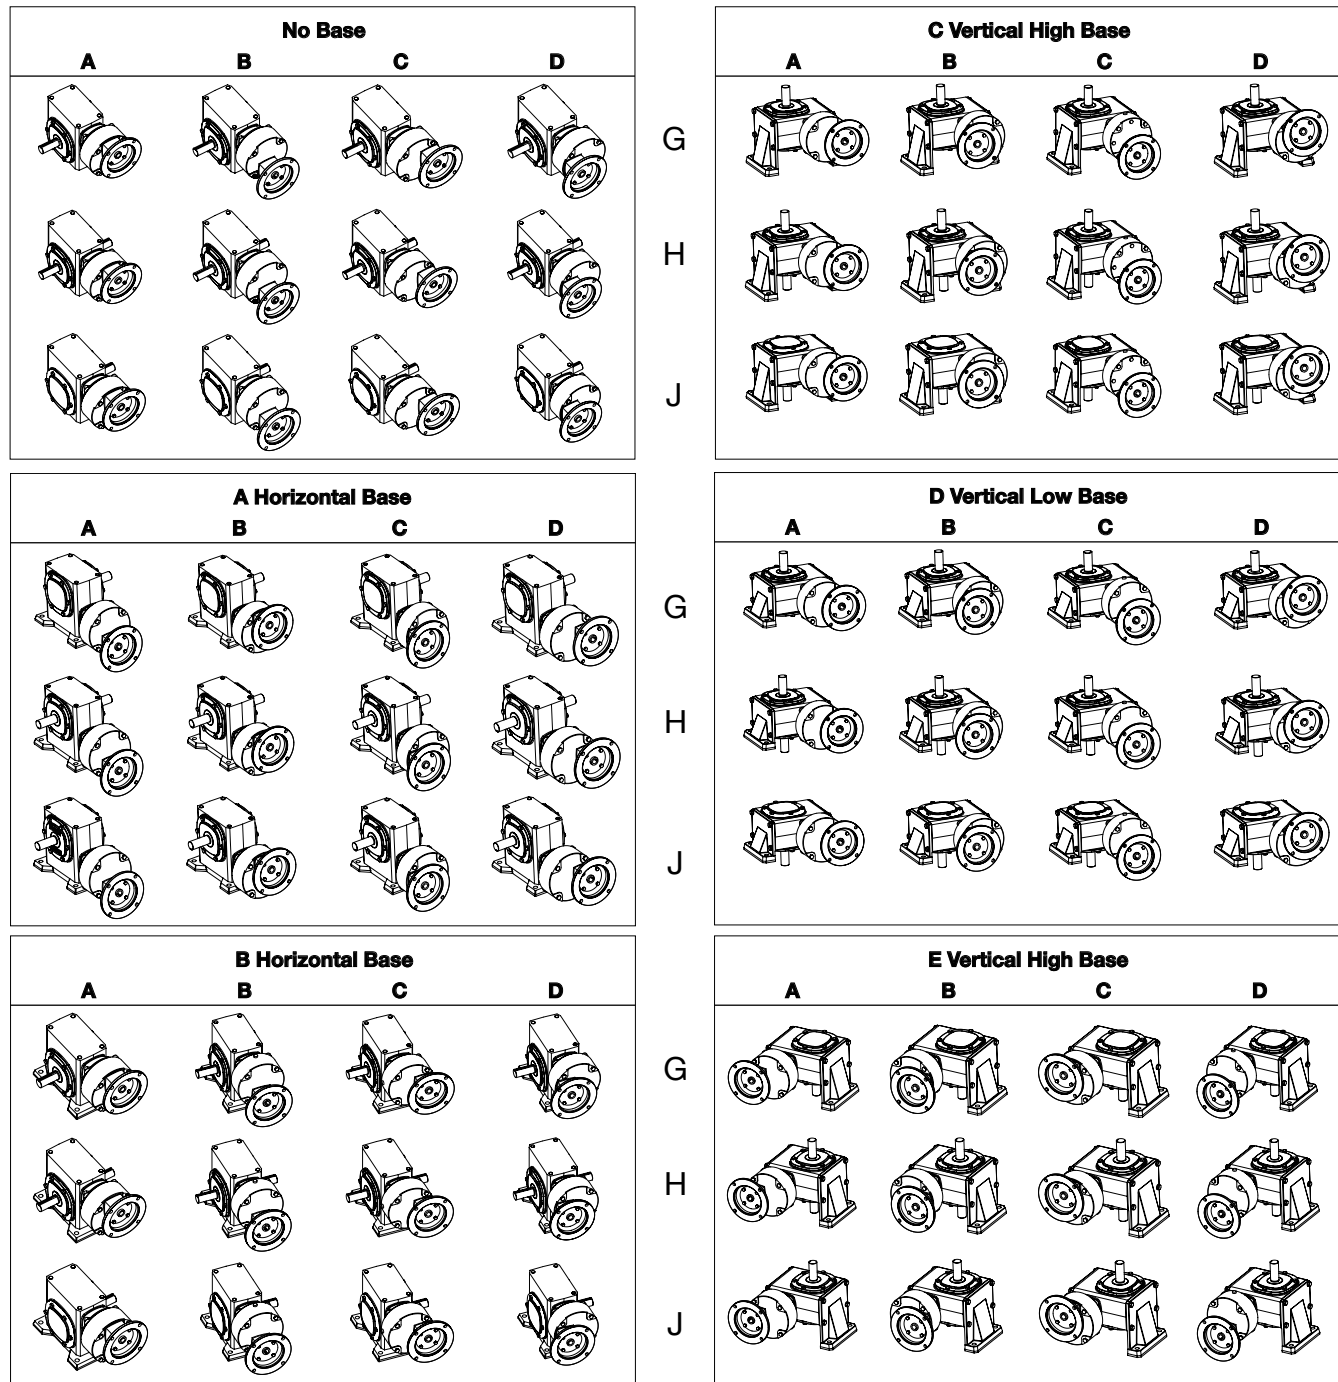 No Base
A B C D
C Vertical High Base
A B C D
G
H
J
A Horizontal Base
A B C D
D Vertical Low Base
A B C D
G
H
J
B Horizontal Base
A B C D
E Vertical High Base
A B C D
G
H
J